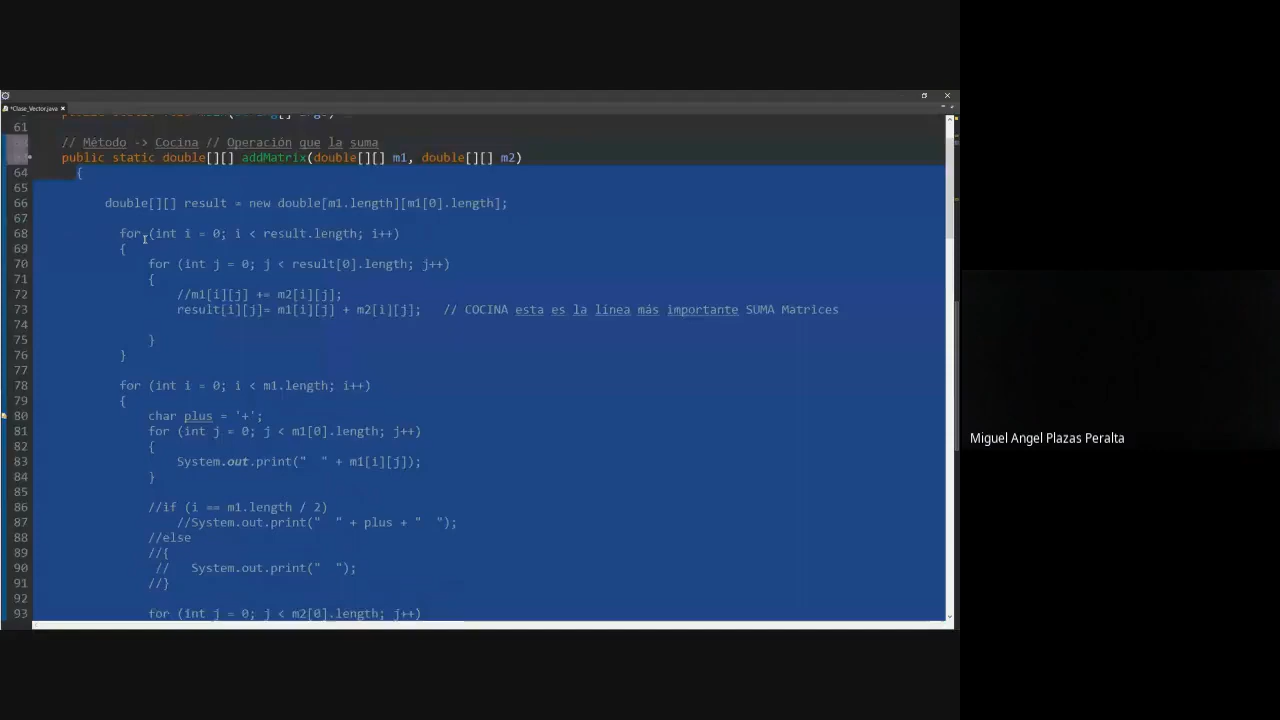 *Clase_Vector.java
61
// Método -> Cocina // Operación que la suma
public static double[][] addMatrix(double[][] m1, double[][] m2)
64 {
65
66 double[][] result = new double[m1.length][m1[0].length];
67
68 for (int i = 0; i < result.length; i++)
69 {
70 for (int j = 0; j < result[0].length; j++)
71 {
72 //m1[i][j] += m2[i][j];
73 result[i][j]= m1[i][j] + m2[i][j]; // COCINA esta es la línea más importante SUMA Matrices
74
75 }
76 }
77
78 for (int i = 0; i < m1.length; i++)
79 {
80 char plus = '+';
81 for (int j = 0; j < m1[0].length; j++)
82 {
83 System.out.print("  " + m1[i][j]);
84 }
85
86 //if (i == m1.length / 2)
87 //System.out.print("  " + plus + "  ");
88 //else
89 //{
90 //   System.out.print("  ");
91 //}
92
93 for (int j = 0; j < m2[0].length; j++)
Miguel Angel Plazas Peralta